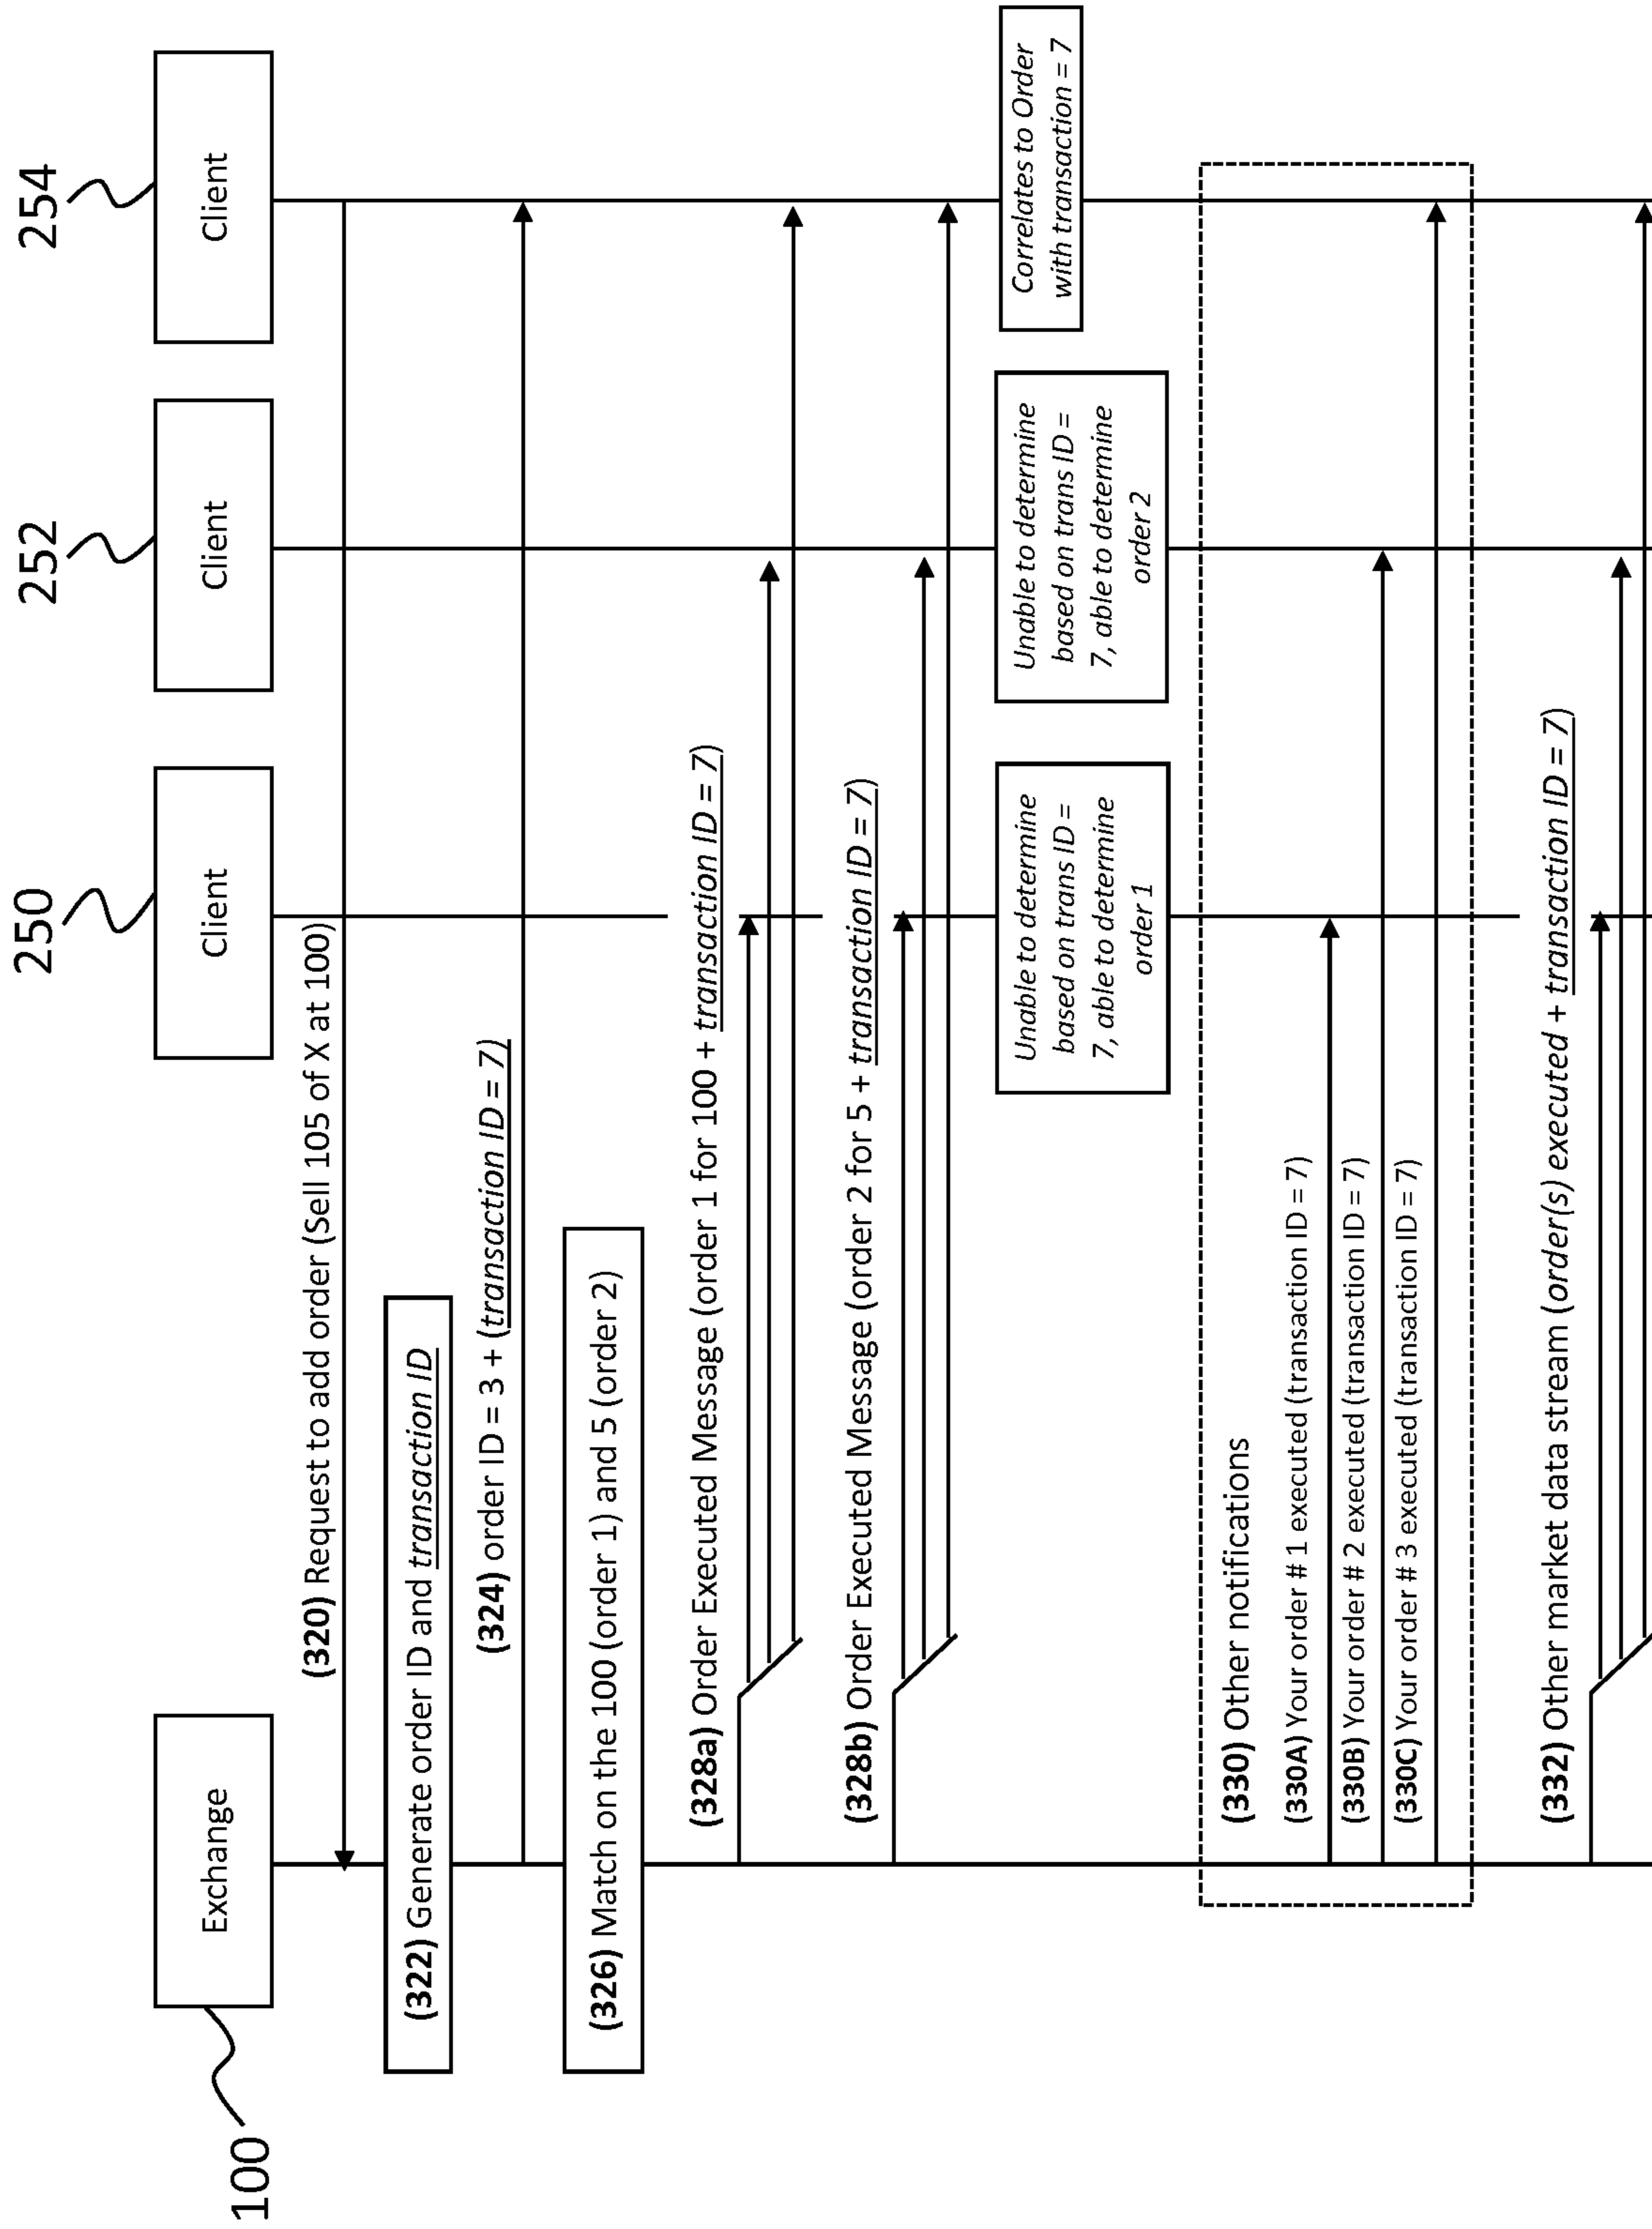 250
252
254
100
Exchange
Client
Client
Client
(320) Request to add order (Sell 105 of X at 100)
(322) Generate order ID and transaction ID
(324) order ID = 3 + (transaction ID = 7)
(326) Match on the 100 (order 1) and 5 (order 2)
(328a) Order Executed Message (order 1 for 100 + transaction ID = 7)
(328b) Order Executed Message (order 2 for 5 + transaction ID = 7)
Unable to determine
based on trans ID =
7, able to determine
order 1
Unable to determine
based on trans ID =
7, able to determine
order 2
Correlates to Order
with transaction = 7
(330) Other notifications
(330A) Your order # 1 executed (transaction ID = 7)
(330B) Your order # 2 executed (transaction ID = 7)
(330C) Your order # 3 executed (transaction ID = 7)
(332) Other market data stream (order(s) executed + transaction ID = 7)